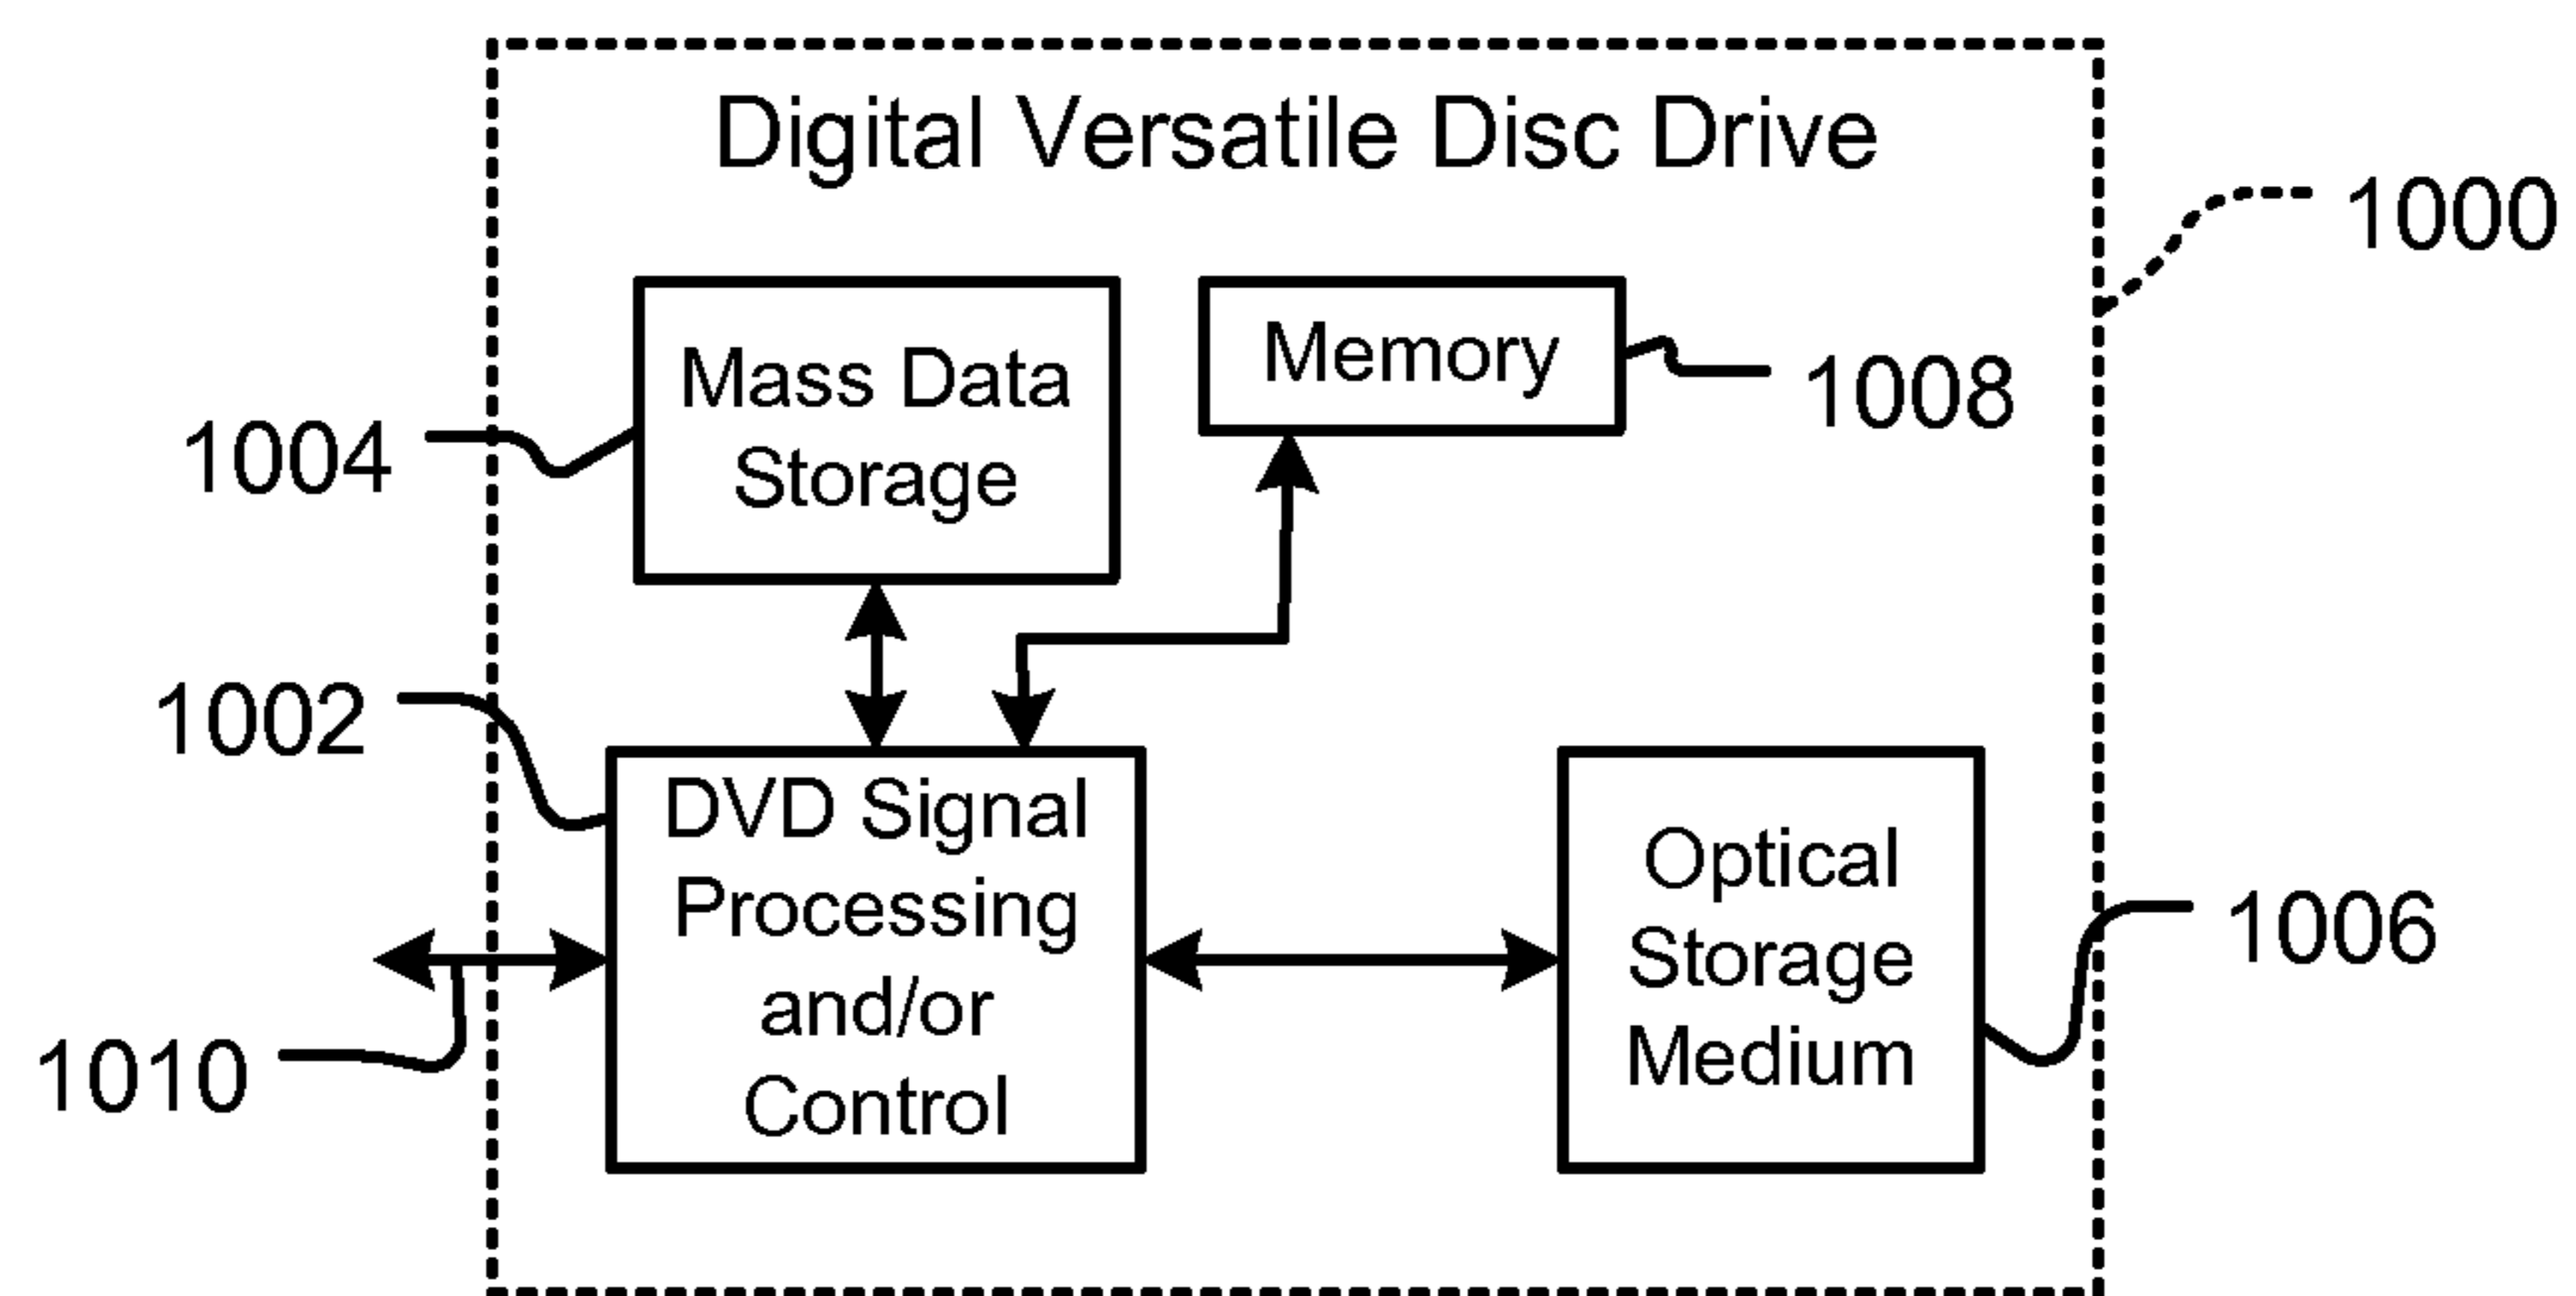 Digital Versatile Disc Drive
1000
Mass Data
Storage
Memory
1008
1004
1002
DVD Signal
Processing
and/or
Control
Optical
Storage
Medium
1006
1010